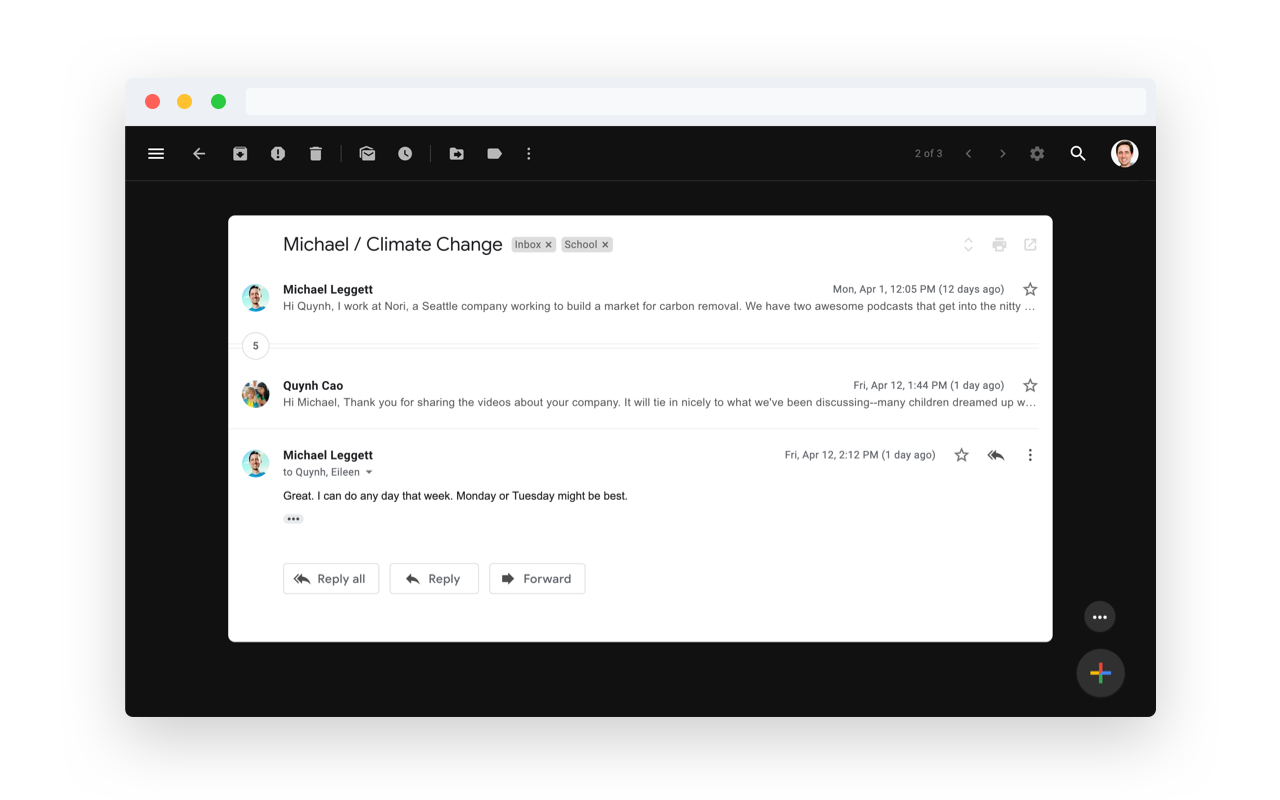 2 of 3
Michael / Climate Change Inbox × School ×
Michael Leggett Mon, Apr 1, 12:05 PM (12 days ago)
Hi Quynh, I work at Nori, a Seattle company working to build a market for carbon removal. We have two awesome podcasts that get into the nitty …
5
Quynh Cao Fri, Apr 12, 1:44 PM (1 day ago)
Hi Michael, Thank you for sharing the videos about your company. It will tie in nicely to what we've been discussing--many children dreamed up w…
Michael Leggett Fri, Apr 12, 2:12 PM (1 day ago)
to Quynh, Eileen
Great. I can do any day that week. Monday or Tuesday might be best.
Reply all Reply Forward